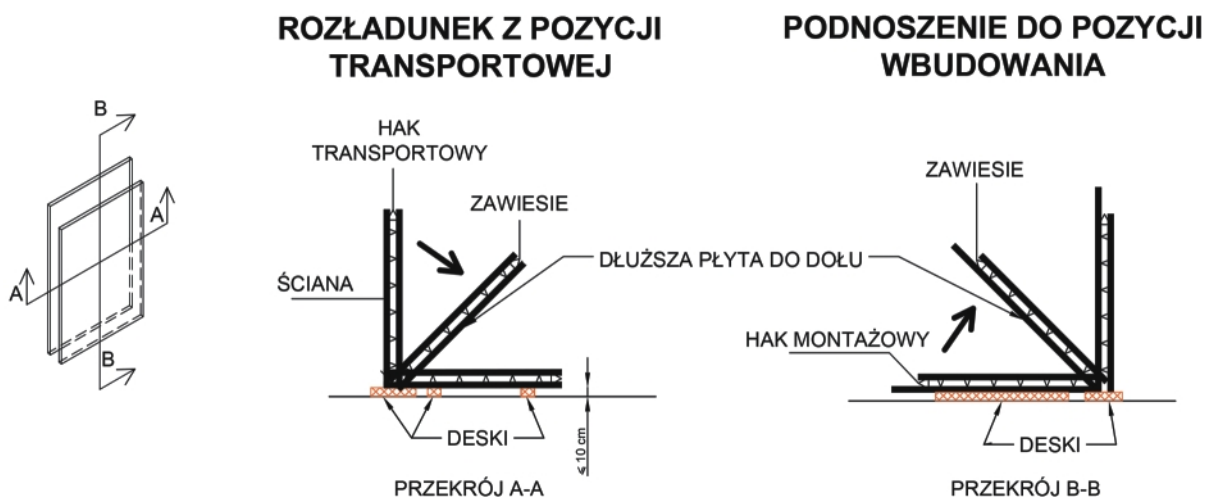 ROZŁADUNEK Z POZYCJI
TRANSPORTOWEJ
PODNOSZENIE DO POZYCJI
WBUDOWANIA
B
A
A
B
HAK
TRANSPORTOWY
ZAWIESIE
ŚCIANA
DŁUŻSZA PŁYTA DO DOŁU
ZAWIESIE
HAK MONTAŻOWY
DESKI
⩽ 10 cm
DESKI
PRZEKRÓJ A-A
PRZEKRÓJ B-B